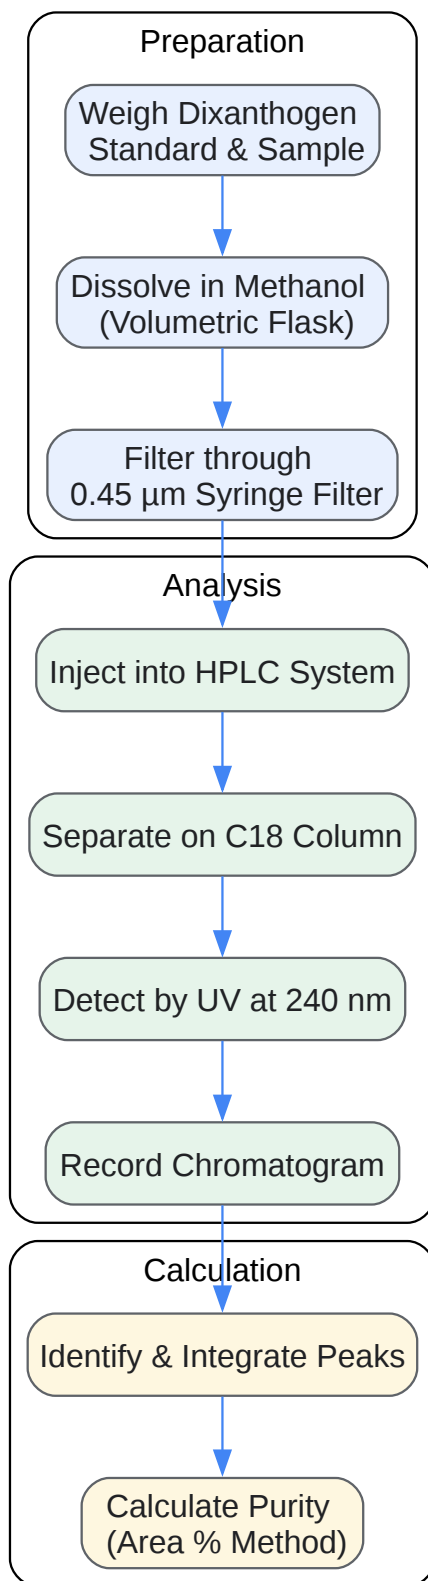 Preparation
Weigh Dixanthogen
Standard & Sample
Dissolve in Methanol
(Volumetric Flask)
Filter through
0.45 µm Syringe Filter
Analysis
Inject into HPLC System
Separate on C18 Column
Detect by UV at 240 nm
Record Chromatogram
Calculation
Identify & Integrate Peaks
Calculate Purity
(Area % Method)